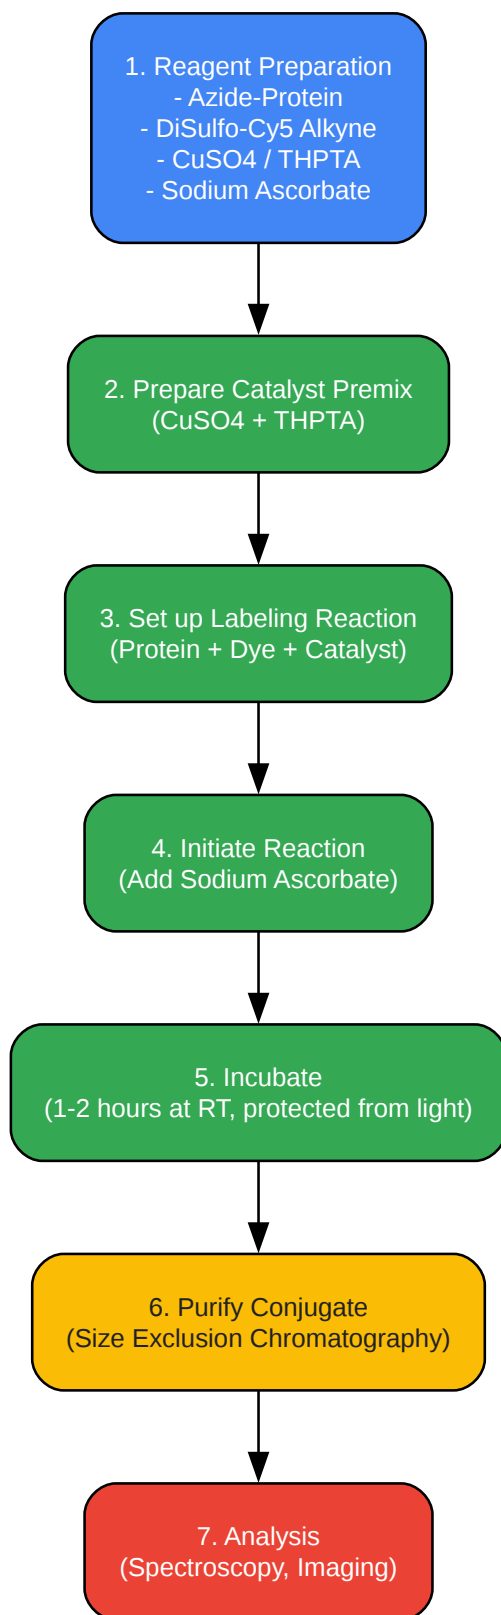 1. Reagent Preparation
- Azide-Protein
- DiSulfo-Cy5 Alkyne
- CuSO4 / THPTA
- Sodium Ascorbate
2. Prepare Catalyst Premix
(CuSO4 + THPTA)
3. Set up Labeling Reaction
(Protein + Dye + Catalyst)
4. Initiate Reaction
(Add Sodium Ascorbate)
5. Incubate
(1-2 hours at RT, protected from light)
6. Purify Conjugate
(Size Exclusion Chromatography)
7. Analysis
(Spectroscopy, Imaging)